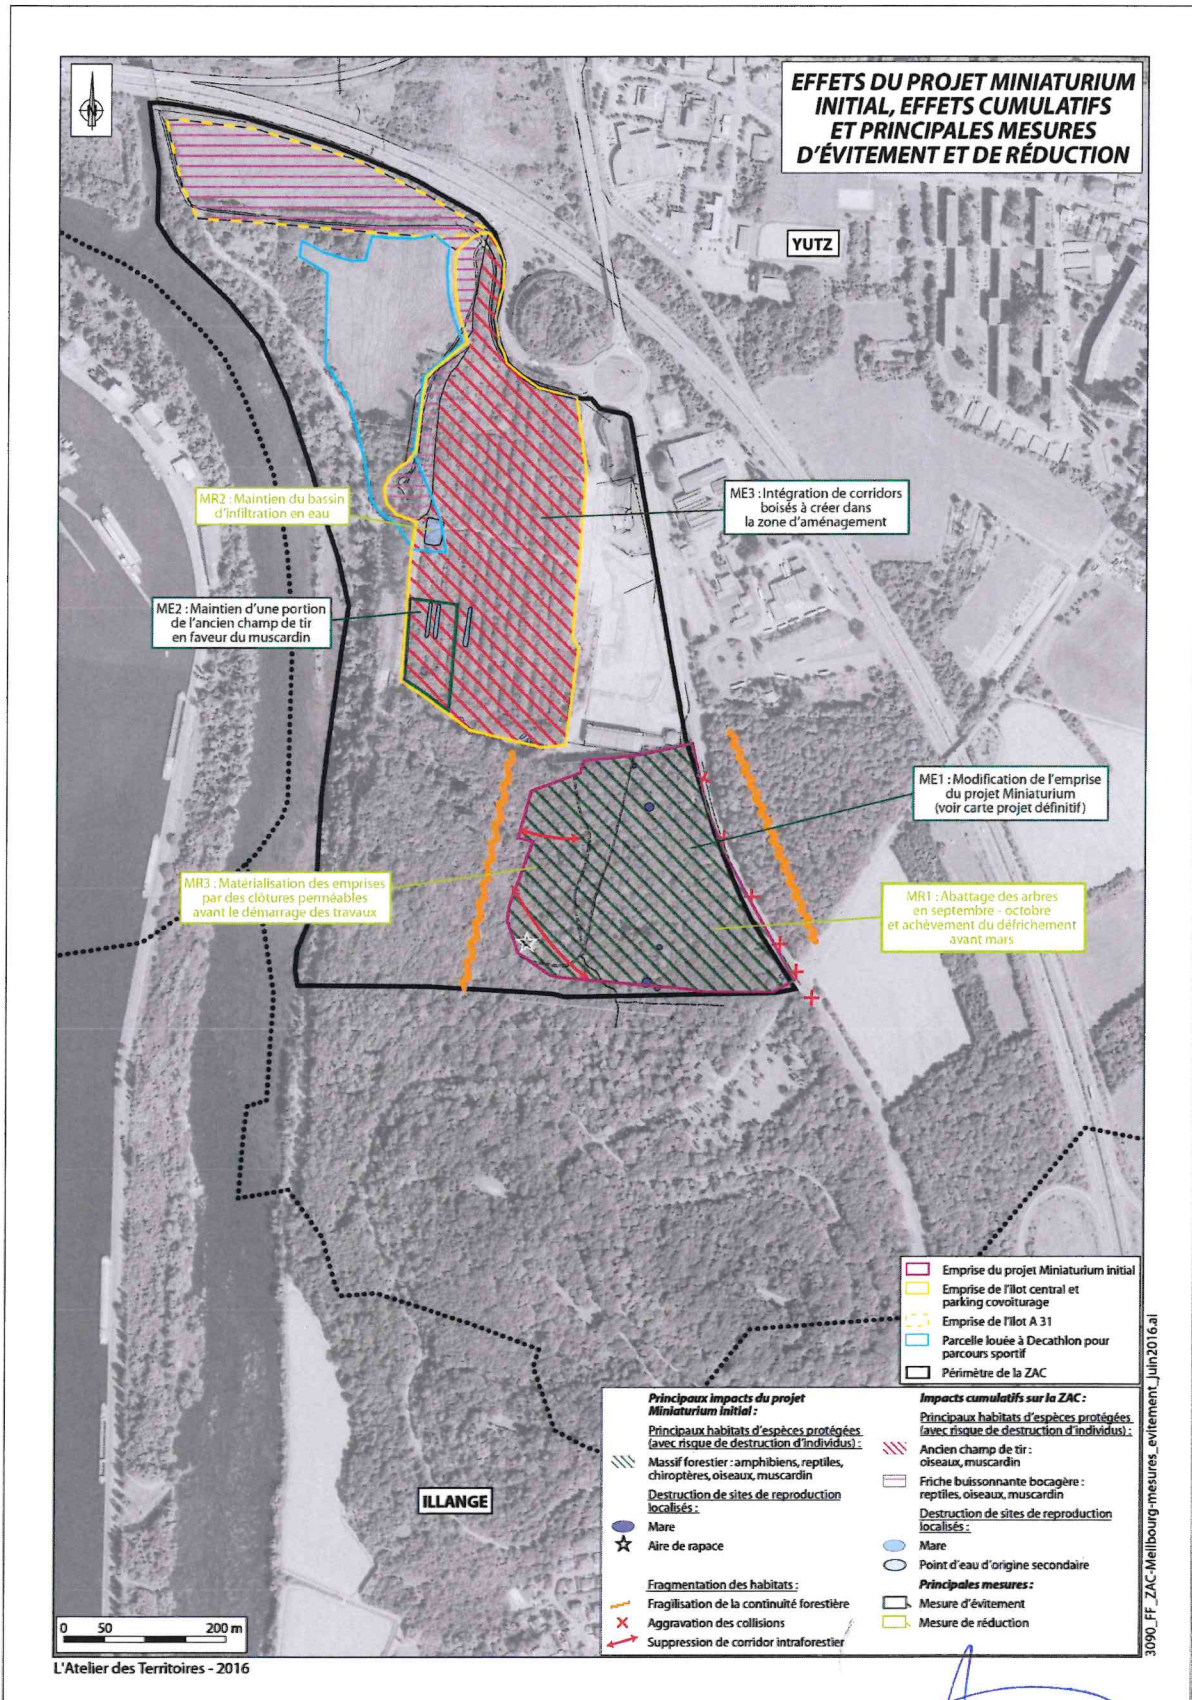 N
EFFETS DU PROJET MINIATURIUM
INITIAL, EFFETS CUMULATIFS
ET PRINCIPALES MESURES
D'ÉVITEMENT ET DE RÉDUCTION
YUTZ
MR2 : Maintien du bassin
d'infiltration en eau
ME3 : Intégration de corridors
boisés à créer dans
la zone d'aménagement
ME2 : Maintien d'une portion
de l'ancien champ de tir
en faveur du muscardin
ME1 : Modification de l'emprise
du projet Miniaturium
(voir carte projet définitif)
MR3 : Matérialisation des emprises
par des clôtures perméables
avant le démarrage des travaux
MR1 : Abattage des arbres
en septembre - octobre
et achèvement du défrichement
avant mars
Emprise du projet Miniaturium initial
Emprise de l'îlot central et
parking covoiturage
Emprise de l'îlot A 31
Parcelle louée à Decathlon pour
parcours sportif
Périmètre de la ZAC
Principaux impacts du projet
Miniaturium initial :
Principaux habitats d'espèces protégées
(avec risque de destruction d'individus) :
Massif forestier : amphibiens, reptiles,
chiroptères, oiseaux, muscardin
Destruction de sites de reproduction
localisés :
Mare
Aire de rapace
Fragmentation des habitats :
Fragilisation de la continuité forestière
Aggravation des collisions
Suppression de corridor intraforestier
Impacts cumulatifs sur la ZAC :
Principaux habitats d'espèces protégées
(avec risque de destruction d'individus) :
Ancien champ de tir :
oiseaux, muscardin
Friche buissonnante bocagère :
reptiles, oiseaux, muscardin
Destruction de sites de reproduction
localisés :
Mare
Point d'eau d'origine secondaire
Principales mesures :
Mesure d'évitement
Mesure de réduction
ILLANGE
0 50 200 m
L'Atelier des Territoires - 2016
3090_FF_ZAC-Meilbourg-mesures_evitement_juin2016.ai